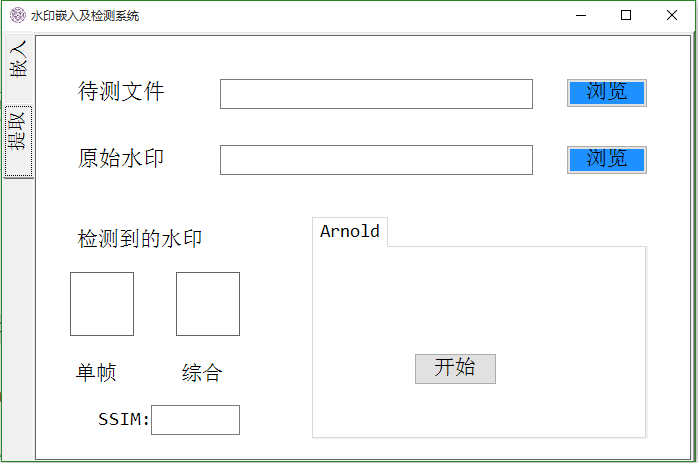 水印嵌入及检测系统
嵌入
提取
待测文件
浏览
原始水印
浏览
检测到的水印
Arnold
单帧
综合
开始
SSIM: